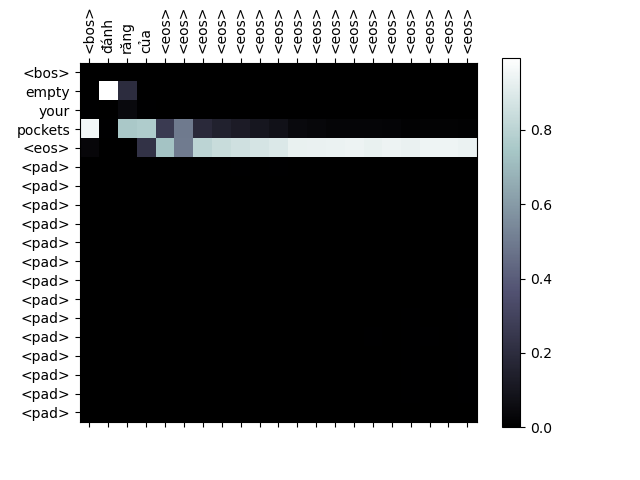 <bos> đánh răng của <eos> <eos> <eos> <eos> <eos> <eos> <eos> <eos> <eos> <eos> <eos> <eos> <eos> <eos> <eos> <eos> <eos>
<bos>
empty
your
pockets
<eos>
<pad>
<pad>
<pad>
<pad>
<pad>
<pad>
<pad>
<pad>
<pad>
<pad>
<pad>
<pad>
<pad>
<pad>
0.8
0.6
0.4
0.2
0.0